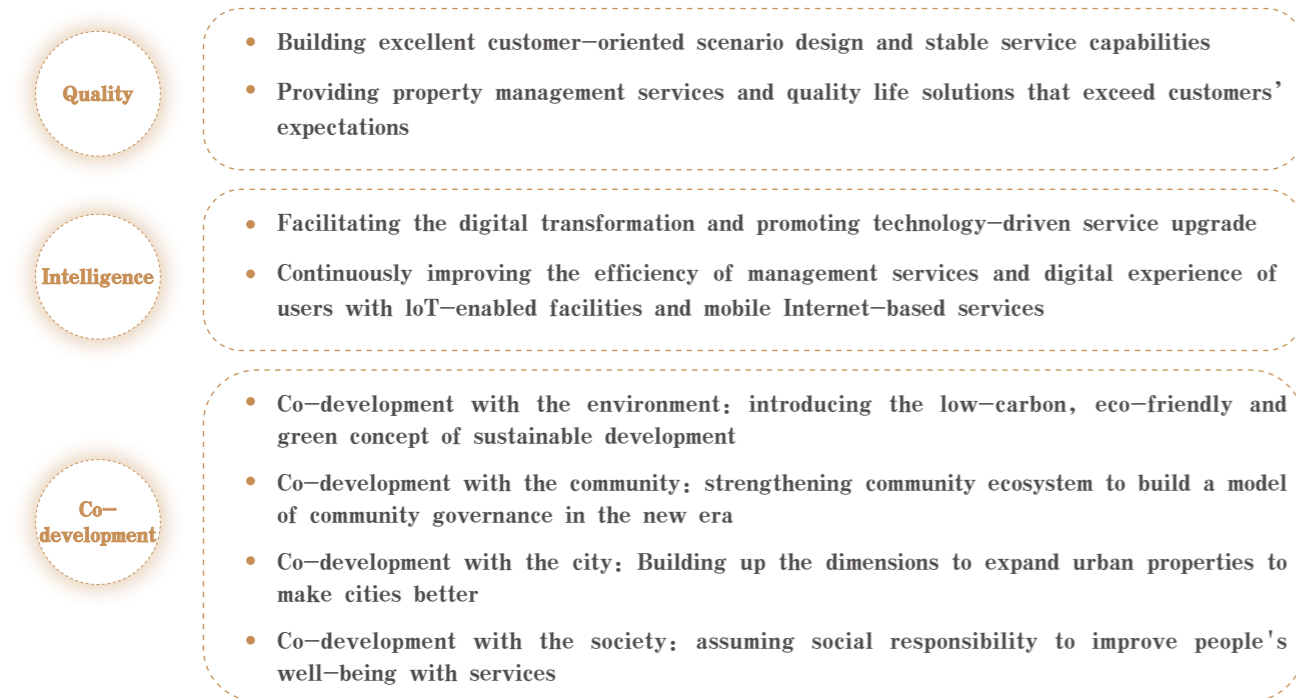 Quality
Building excellent customer-oriented scenario design and stable service capabilities
Providing property management services and quality life solutions that exceed customers’
expectations
Intelligence
Facilitating the digital transformation and promoting technology-driven service upgrade
Continuously improving the efficiency of management services and digital experience of
users with loT-enabled facilities and mobile Internet-based services
Co-
development
Co-development with the environment: introducing the low-carbon, eco-friendly and
green concept of sustainable development
Co-development with the community: strengthening community ecosystem to build a model
of community governance in the new era
Co-development with the city: Building up the dimensions to expand urban properties to
make cities better
Co-development with the society: assuming social responsibility to improve people's
well-being with services